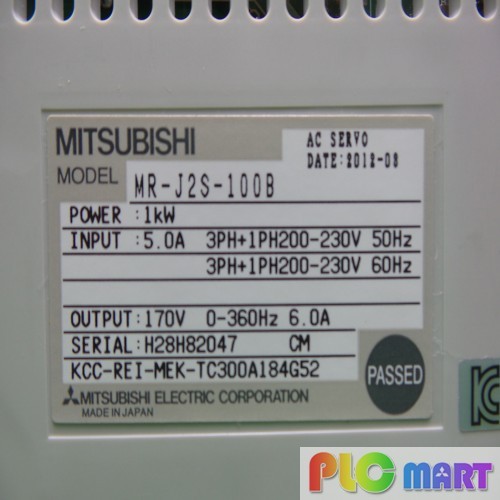 MITSUBISHI
AC SERVO
DATE:2012-08
MODEL MR-J2S-100B
POWER :1kW
INPUT :5.0A 3PH+1PH200-230V 50Hz
3PH+1PH200-230V 60Hz
OUTPUT:170V 0-360Hz 6.0A
SERIAL:H28H82047 CM
KCC-REI-MEK-TC300A184G52
PASSED
MITSUBISHI ELECTRIC CORPORATION
MADE IN JAPAN
PLC mart